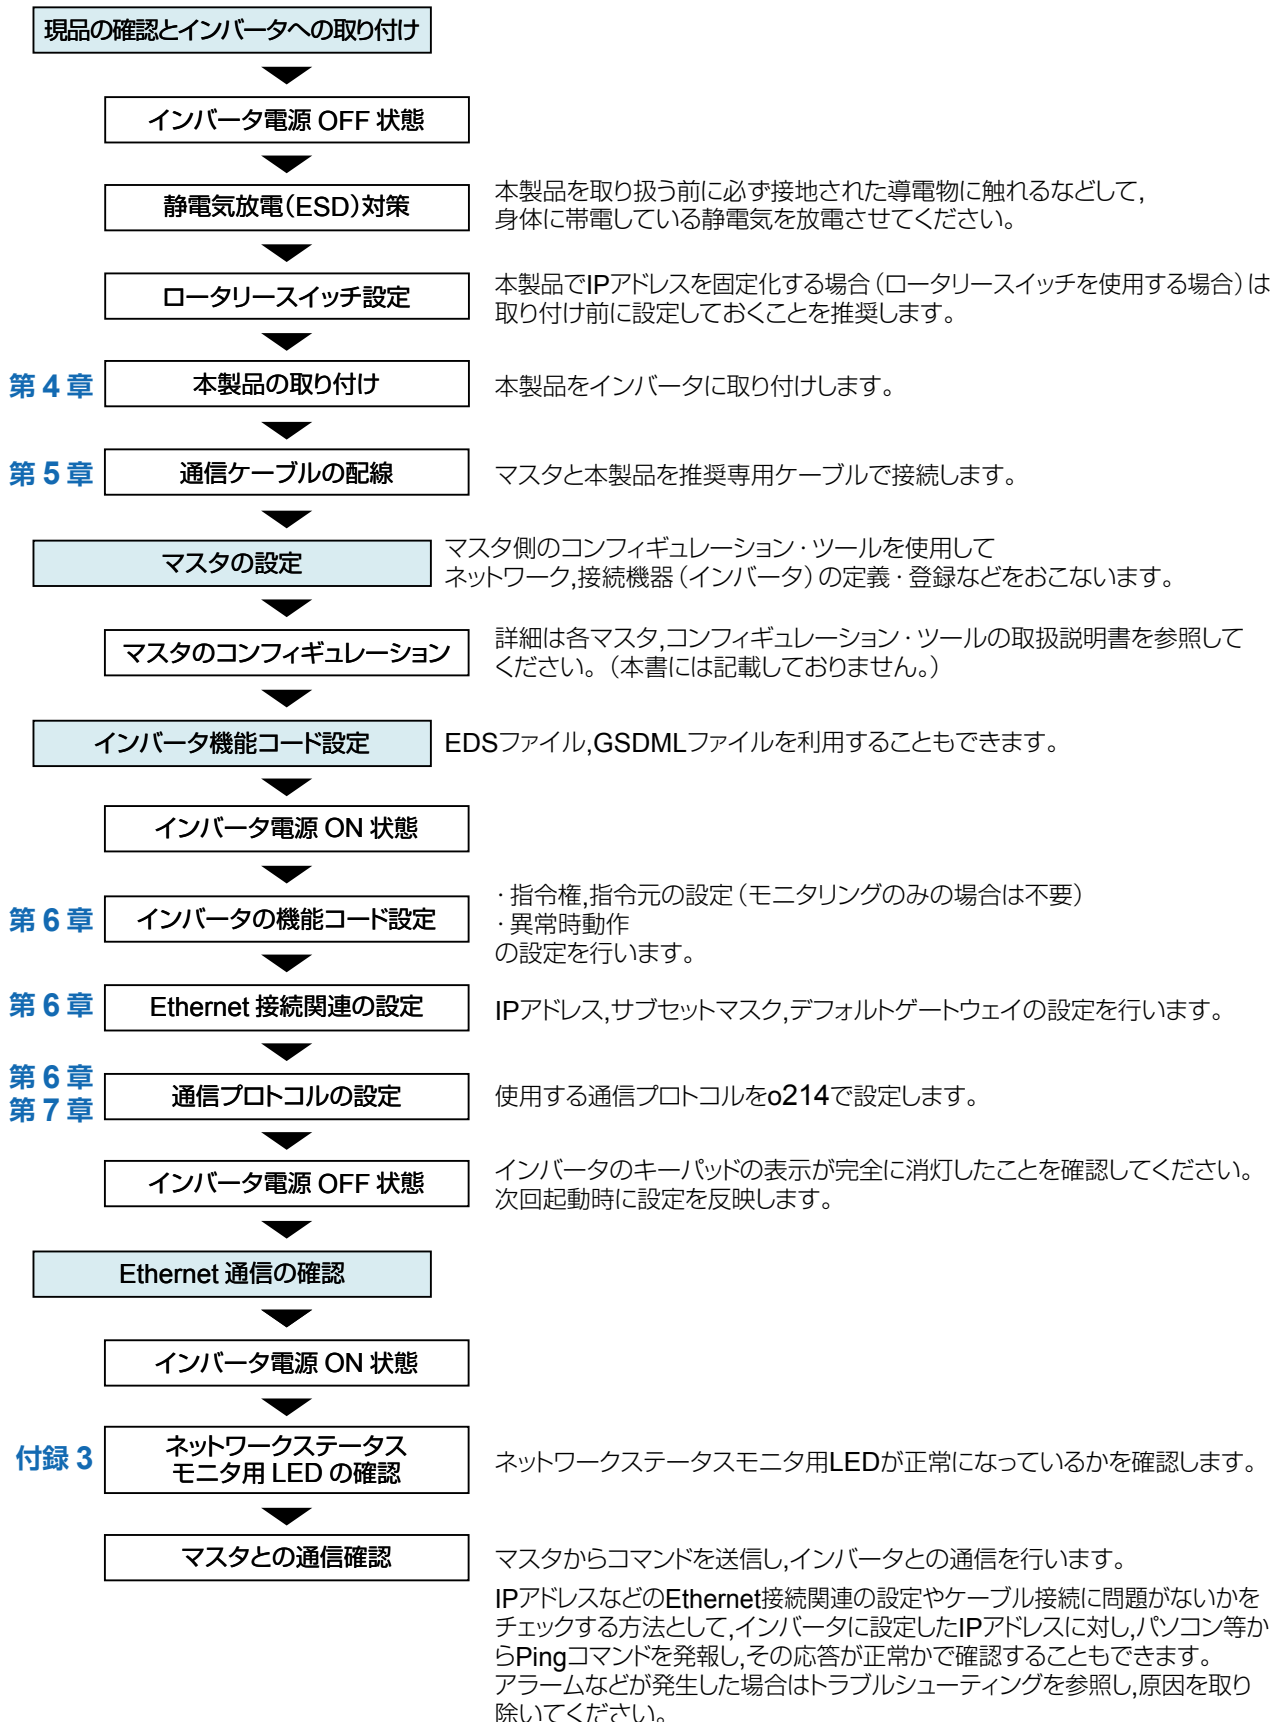 現品の確認とインバータへの取り付け
インバータ電源 OFF 状態
静電気放電(ESD)対策
本製品を取り扱う前に必ず接地された導電物に触れるなどして,
身体に帯電している静電気を放電させてください。
ロータリースイッチ設定
本製品でIPアドレスを固定化する場合(ロータリースイッチを使用する場合)は
取り付け前に設定しておくことを推奨します。
第 4 章
本製品の取り付け
本製品をインバータに取り付けします。
第 5 章
通信ケーブルの配線
マスタと本製品を推奨専用ケーブルで接続します。
マスタの設定
マスタ側のコンフィギュレーション・ツールを使用して
ネットワーク,接続機器(インバータ)の定義・登録などをおこないます。
マスタのコンフィギュレーション
詳細は各マスタ,コンフィギュレーション・ツールの取扱説明書を参照して
ください。(本書には記載しておりません。)
インバータ機能コード設定
EDSファイル,GSDMLファイルを利用することもできます。
インバータ電源 ON 状態
第 6 章
インバータの機能コード設定
・指令権,指令元の設定(モニタリングのみの場合は不要)
・異常時動作
の設定を行います。
第 6 章
Ethernet 接続関連の設定
IPアドレス,サブセットマスク,デフォルトゲートウェイの設定を行います。
第 6 章
第 7 章
通信プロトコルの設定
使用する通信プロトコルをo214で設定します。
インバータ電源 OFF 状態
インバータのキーパッドの表示が完全に消灯したことを確認してください。
次回起動時に設定を反映します。
Ethernet 通信の確認
インバータ電源 ON 状態
付録 3
ネットワークステータス
モニタ用 LED の確認
ネットワークステータスモニタ用LEDが正常になっているかを確認します。
マスタとの通信確認
マスタからコマンドを送信し,インバータとの通信を行います。
IPアドレスなどのEthernet接続関連の設定やケーブル接続に問題がないかを
チェックする方法として,インバータに設定したIPアドレスに対し,パソコン等か
らPingコマンドを発報し,その応答が正常かで確認することもできます。
アラームなどが発生した場合はトラブルシューティングを参照し,原因を取り
除いてください。